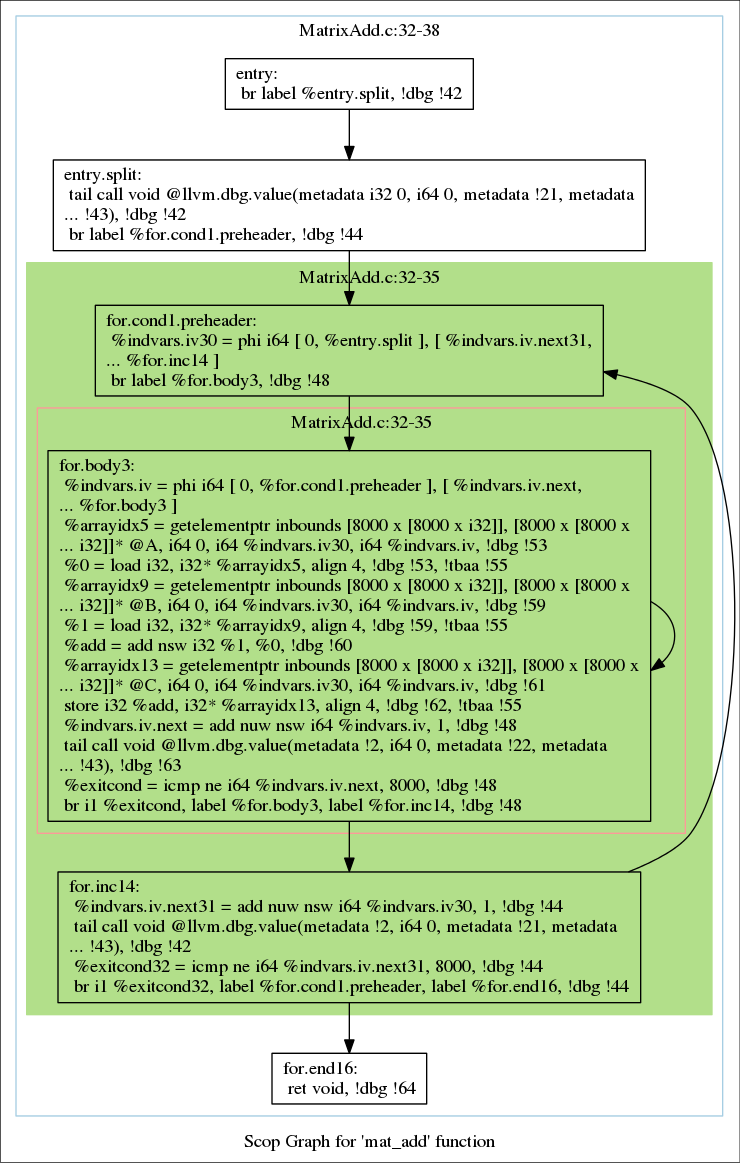 MatrixAdd.c:32-38
entry:
br label %entry.split, !dbg !42
entry.split:
tail call void @llvm.dbg.value(metadata i32 0, i64 0, metadata !21, metadata
... !43), !dbg !42
br label %for.cond1.preheader, !dbg !44
MatrixAdd.c:32-35
for.cond1.preheader:
%indvars.iv30 = phi i64 [ 0, %entry.split ], [ %indvars.iv.next31,
... %for.inc14 ]
br label %for.body3, !dbg !48
MatrixAdd.c:32-35
for.body3:
%indvars.iv = phi i64 [ 0, %for.cond1.preheader ], [ %indvars.iv.next,
... %for.body3 ]
%arrayidx5 = getelementptr inbounds [8000 x [8000 x i32]], [8000 x [8000 x
... i32]]* @A, i64 0, i64 %indvars.iv30, i64 %indvars.iv, !dbg !53
%0 = load i32, i32* %arrayidx5, align 4, !dbg !53, !tbaa !55
%arrayidx9 = getelementptr inbounds [8000 x [8000 x i32]], [8000 x [8000 x
... i32]]* @B, i64 0, i64 %indvars.iv30, i64 %indvars.iv, !dbg !59
%1 = load i32, i32* %arrayidx9, align 4, !dbg !59, !tbaa !55
%add = add nsw i32 %1, %0, !dbg !60
%arrayidx13 = getelementptr inbounds [8000 x [8000 x i32]], [8000 x [8000 x
... i32]]* @C, i64 0, i64 %indvars.iv30, i64 %indvars.iv, !dbg !61
store i32 %add, i32* %arrayidx13, align 4, !dbg !62, !tbaa !55
%indvars.iv.next = add nuw nsw i64 %indvars.iv, 1, !dbg !48
tail call void @llvm.dbg.value(metadata !2, i64 0, metadata !22, metadata
... !43), !dbg !63
%exitcond = icmp ne i64 %indvars.iv.next, 8000, !dbg !48
br i1 %exitcond, label %for.body3, label %for.inc14, !dbg !48
for.inc14:
%indvars.iv.next31 = add nuw nsw i64 %indvars.iv30, 1, !dbg !44
tail call void @llvm.dbg.value(metadata !2, i64 0, metadata !21, metadata
... !43), !dbg !42
%exitcond32 = icmp ne i64 %indvars.iv.next31, 8000, !dbg !44
br i1 %exitcond32, label %for.cond1.preheader, label %for.end16, !dbg !44
for.end16:
ret void, !dbg !64
Scop Graph for 'mat_add' function